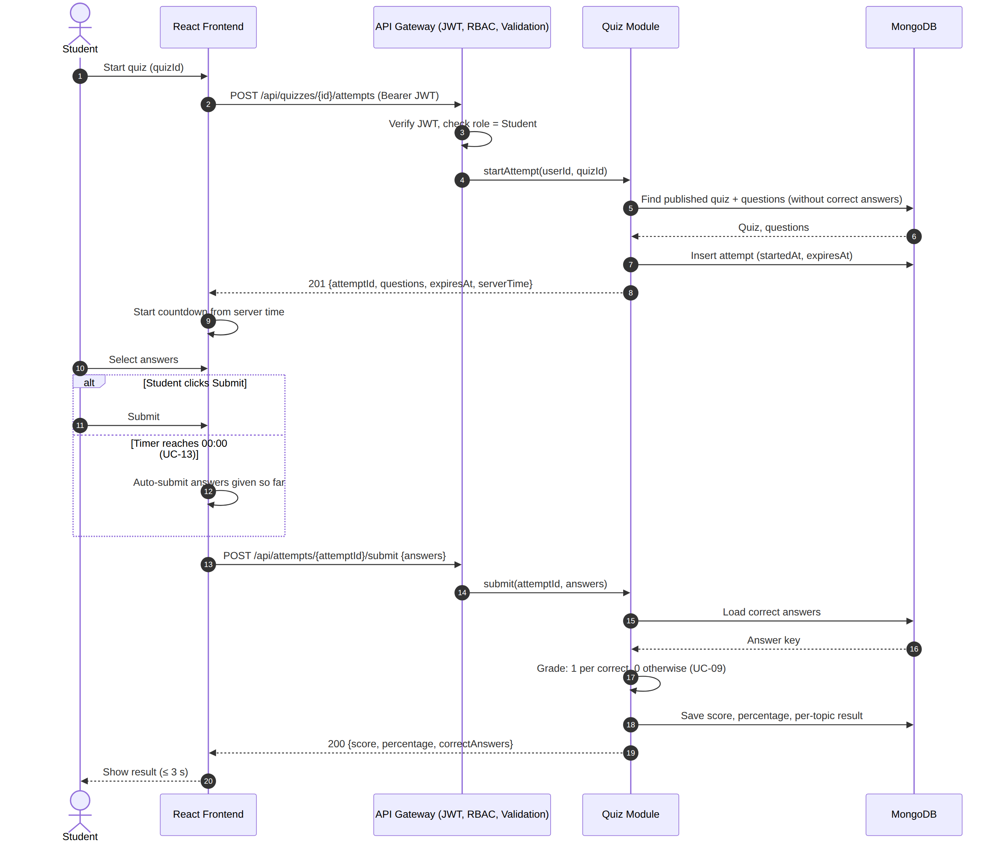 Student
React Frontend
API Gateway (JWT, RBAC, Validation)
Quiz Module
MongoDB
Start quiz (quizId)
1
POST /api/quizzes/{id}/attempts (Bearer JWT)
2
Verify JWT, check role = Student
3
startAttempt(userId, quizId)
4
Find published quiz + questions (without correct answers)
5
Quiz, questions
6
Insert attempt (startedAt, expiresAt)
7
201 {attemptId, questions, expiresAt, serverTime}
8
Start countdown from server time
9
Select answers
10
alt
[Student clicks Submit]
Submit
11
[Timer reaches 00:00
(UC-13)]
Auto-submit answers given so far
12
POST /api/attempts/{attemptId}/submit {answers}
13
submit(attemptId, answers)
14
Load correct answers
15
Answer key
16
Grade: 1 per correct, 0 otherwise (UC-09)
17
Save score, percentage, per-topic result
18
200 {score, percentage, correctAnswers}
19
Show result (≤ 3 s)
20
Student
React Frontend
API Gateway (JWT, RBAC, Validation)
Quiz Module
MongoDB